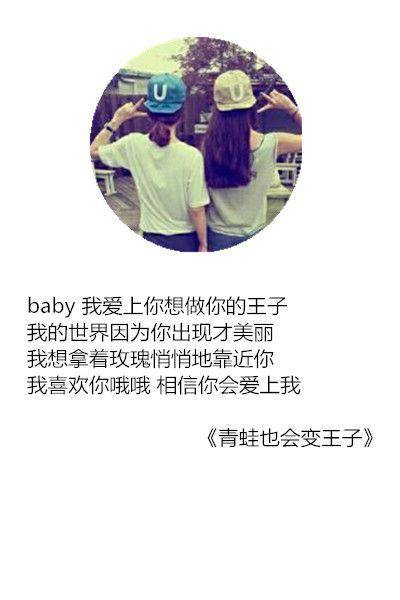 U
U
baby 我爱上你想做你的王子
我的世界因为你出现才美丽
我想拿着玫瑰悄悄地靠近你
我喜欢你哦哦 相信你会爱上我
《青蛙也会变王子》